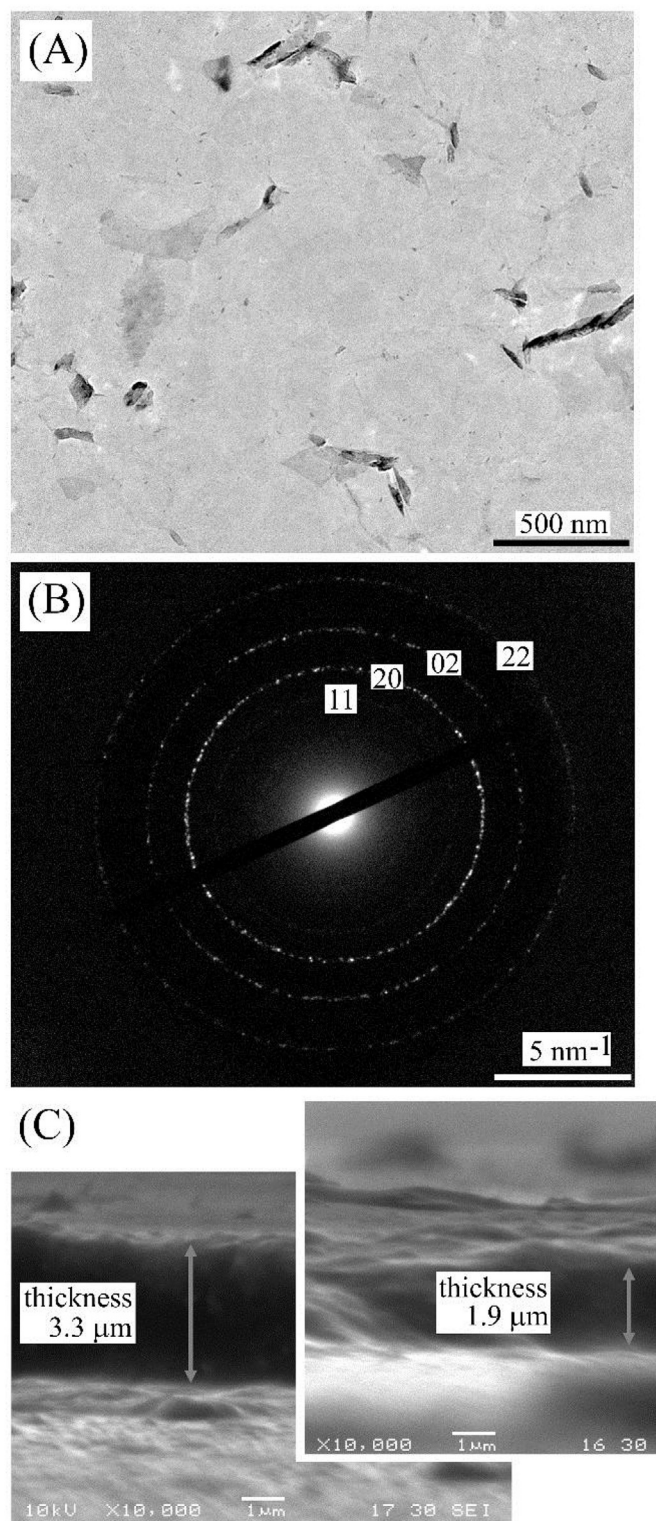 (A)
500 nm
(B)
11
20
02
22
5 nm-1
(C)
thickness
3.3 μm
10kV X10,000 1μm 17 30 SEI
thickness
1.9 μm
X10,000 1μm 16 30